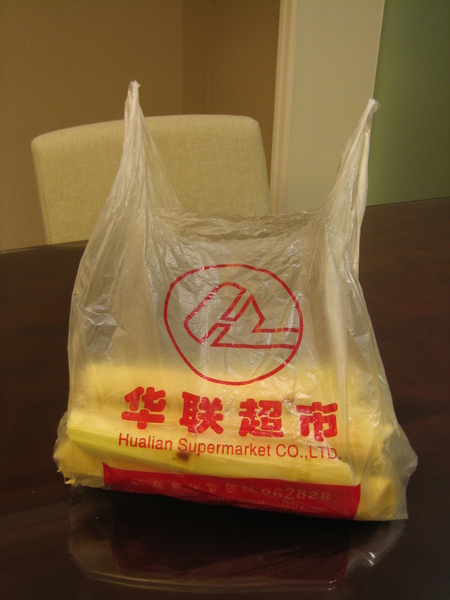 华联超市
Hualian Supermarket CO.,LTD.
962828